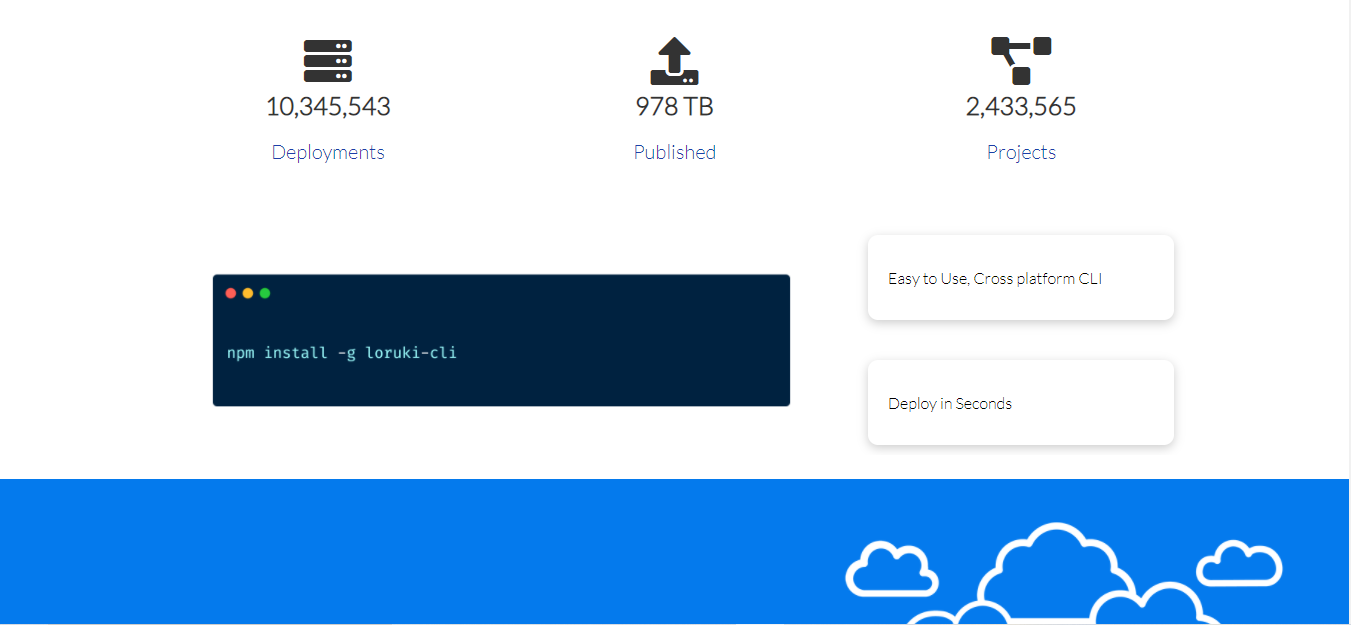 10,345,543
978 TB
2,433,565
Deployments
Published
Projects
Easy to Use, Cross platform CLI
npm install -g loruki-cli
Deploy in Seconds